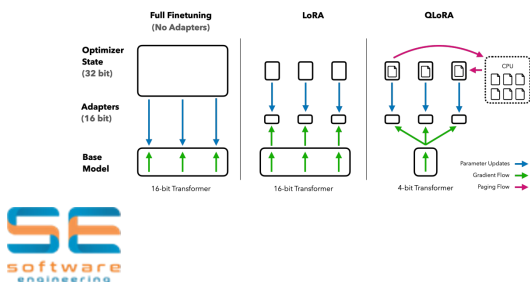 Full Finetuning
(No Adapters)
LoRA
QLoRA
Optimizer
State
(32 bit)
CPU
Adapters
(16 bit)
Base
Model
Parameter Updates
Gradient Flow
Paging Flow
16-bit Transformer
16-bit Transformer
4-bit Transformer
SE
software
engineering